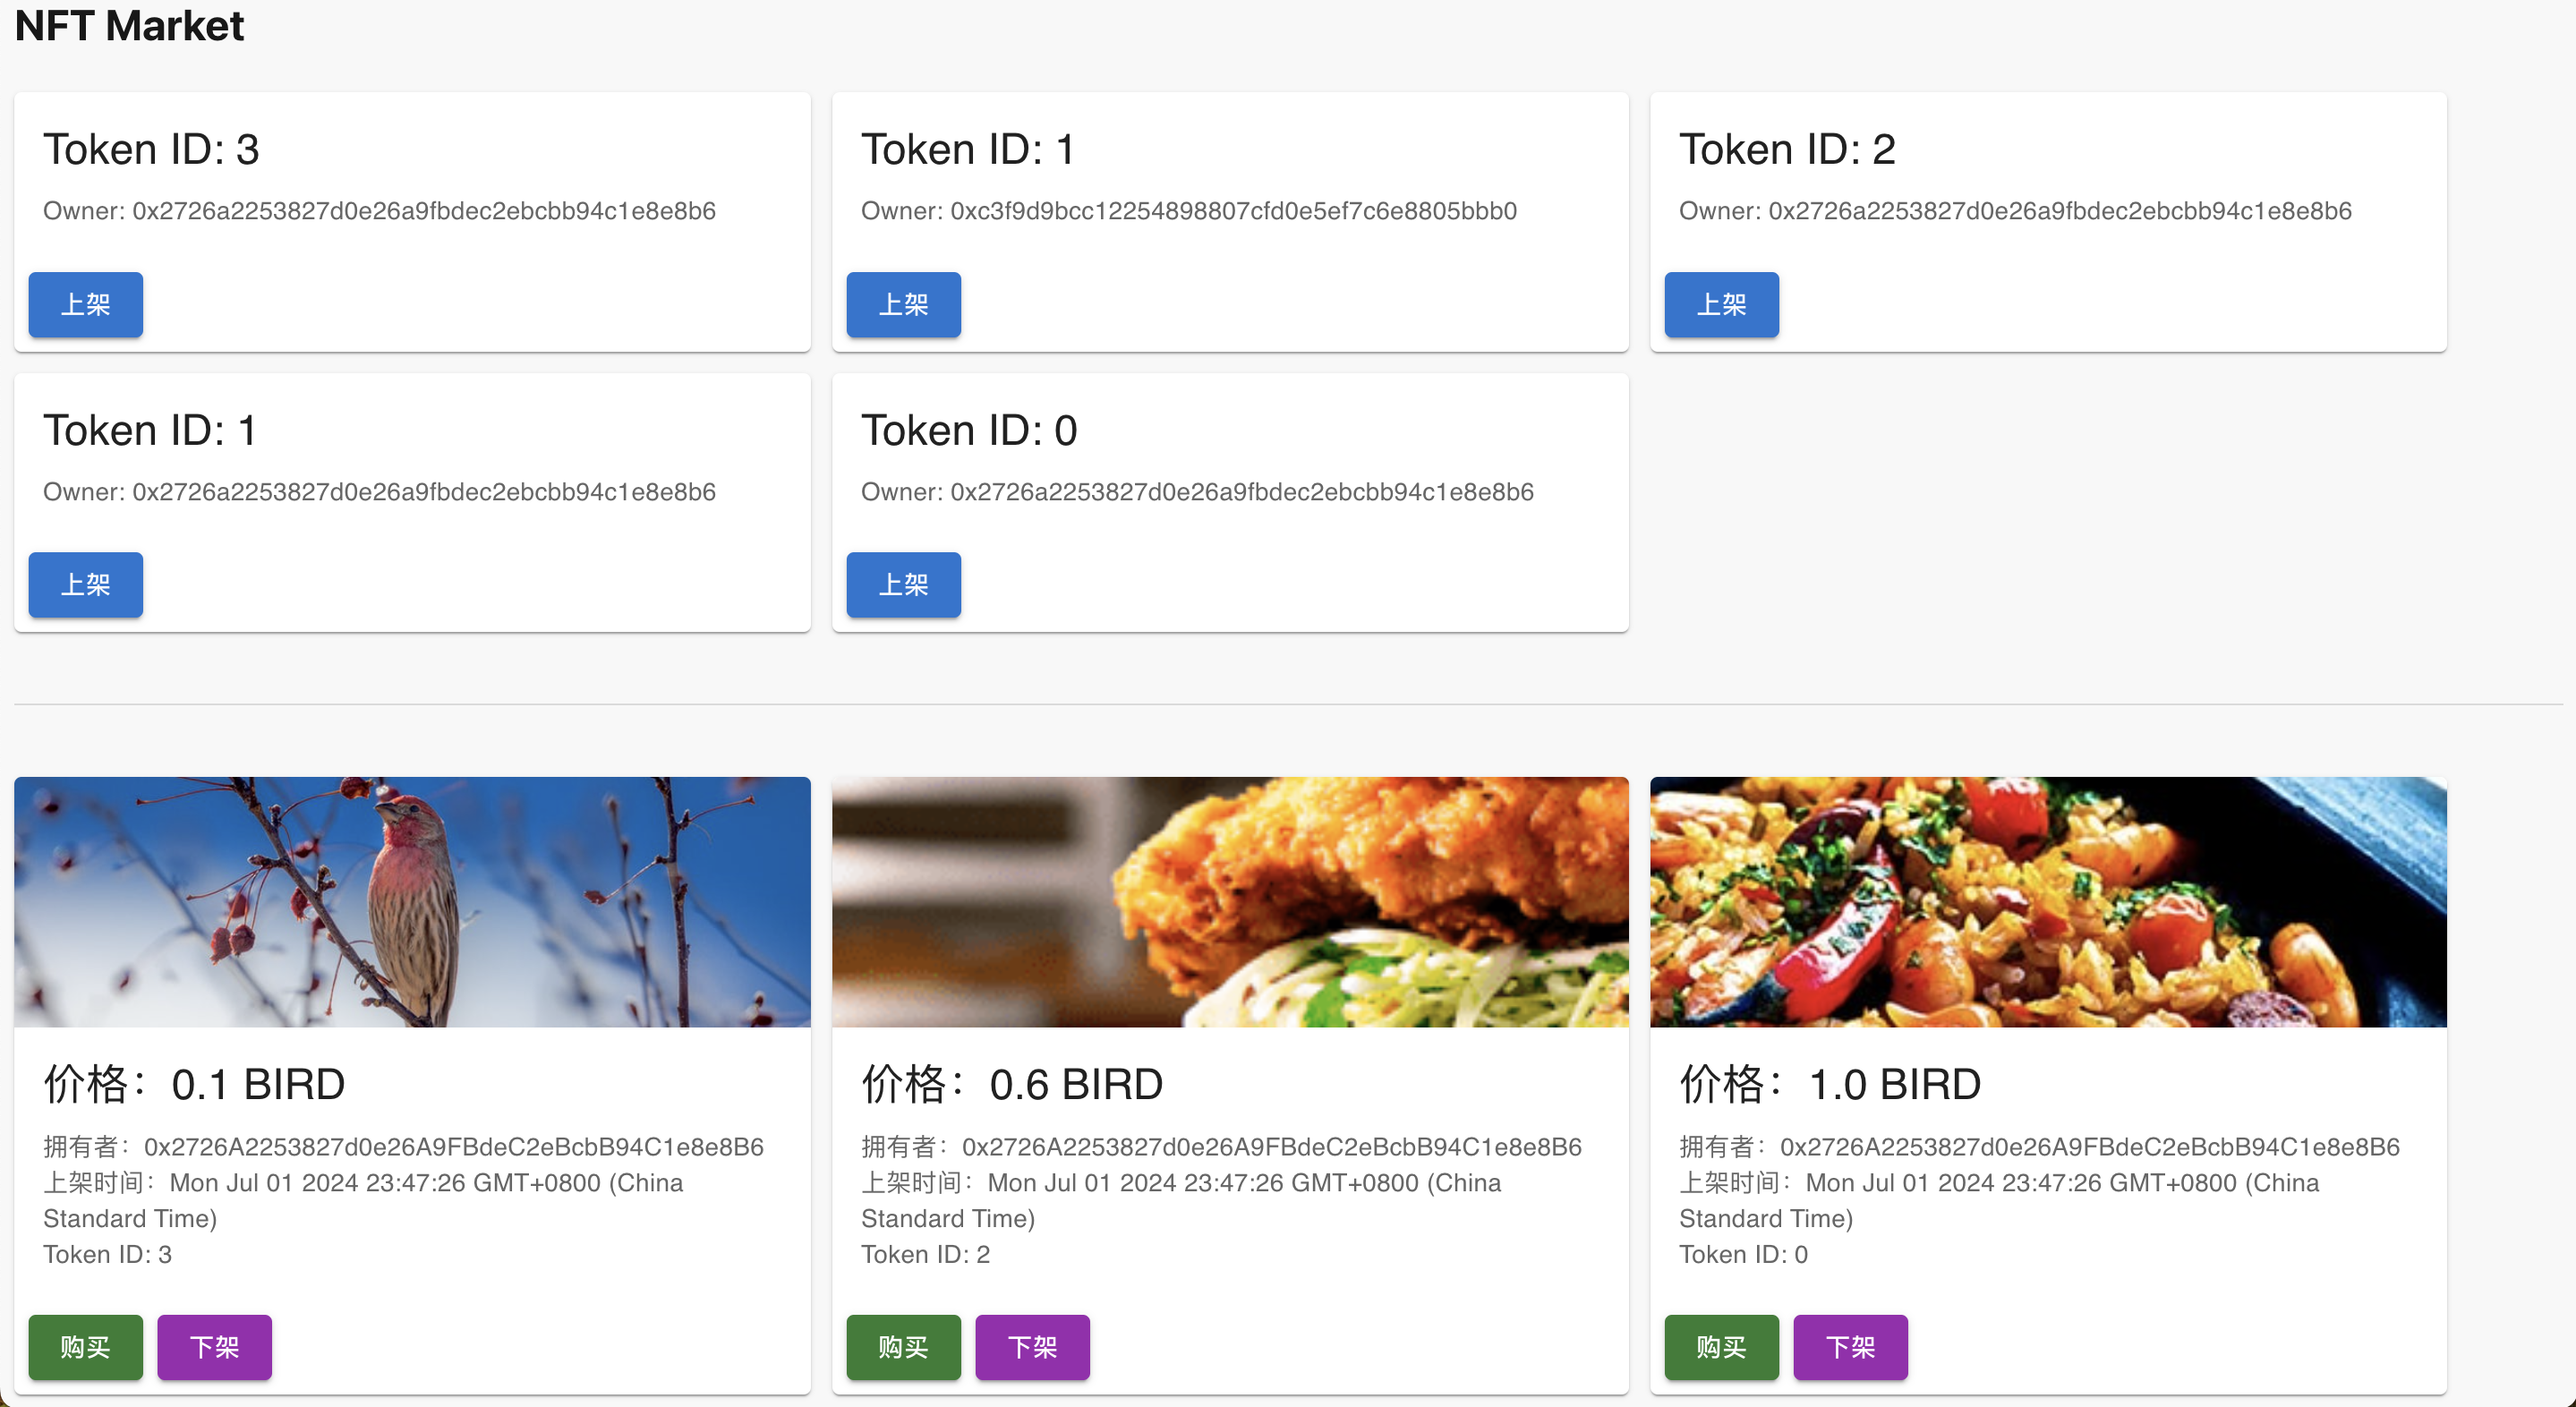 NFT Market
Token ID: 3
Owner: 0x2726a2253827d0e26a9fbdec2ebcbb94c1e8e8b6
上架
Token ID: 1
Owner: 0xc3f9d9bcc12254898807cfd0e5ef7c6e8805bbb0
上架
Token ID: 2
Owner: 0x2726a2253827d0e26a9fbdec2ebcbb94c1e8e8b6
上架
Token ID: 1
Owner: 0x2726a2253827d0e26a9fbdec2ebcbb94c1e8e8b6
上架
Token ID: 0
Owner: 0x2726a2253827d0e26a9fbdec2ebcbb94c1e8e8b6
上架
价格：0.1 BIRD
拥有者：0x2726A2253827d0e26A9FBdeC2eBcbB94C1e8e8B6
上架时间：Mon Jul 01 2024 23:47:26 GMT+0800 (China
Standard Time)
Token ID: 3
购买 下架
价格：0.6 BIRD
拥有者：0x2726A2253827d0e26A9FBdeC2eBcbB94C1e8e8B6
上架时间：Mon Jul 01 2024 23:47:26 GMT+0800 (China
Standard Time)
Token ID: 2
购买 下架
价格：1.0 BIRD
拥有者：0x2726A2253827d0e26A9FBdeC2eBcbB94C1e8e8B6
上架时间：Mon Jul 01 2024 23:47:26 GMT+0800 (China
Standard Time)
Token ID: 0
购买 下架